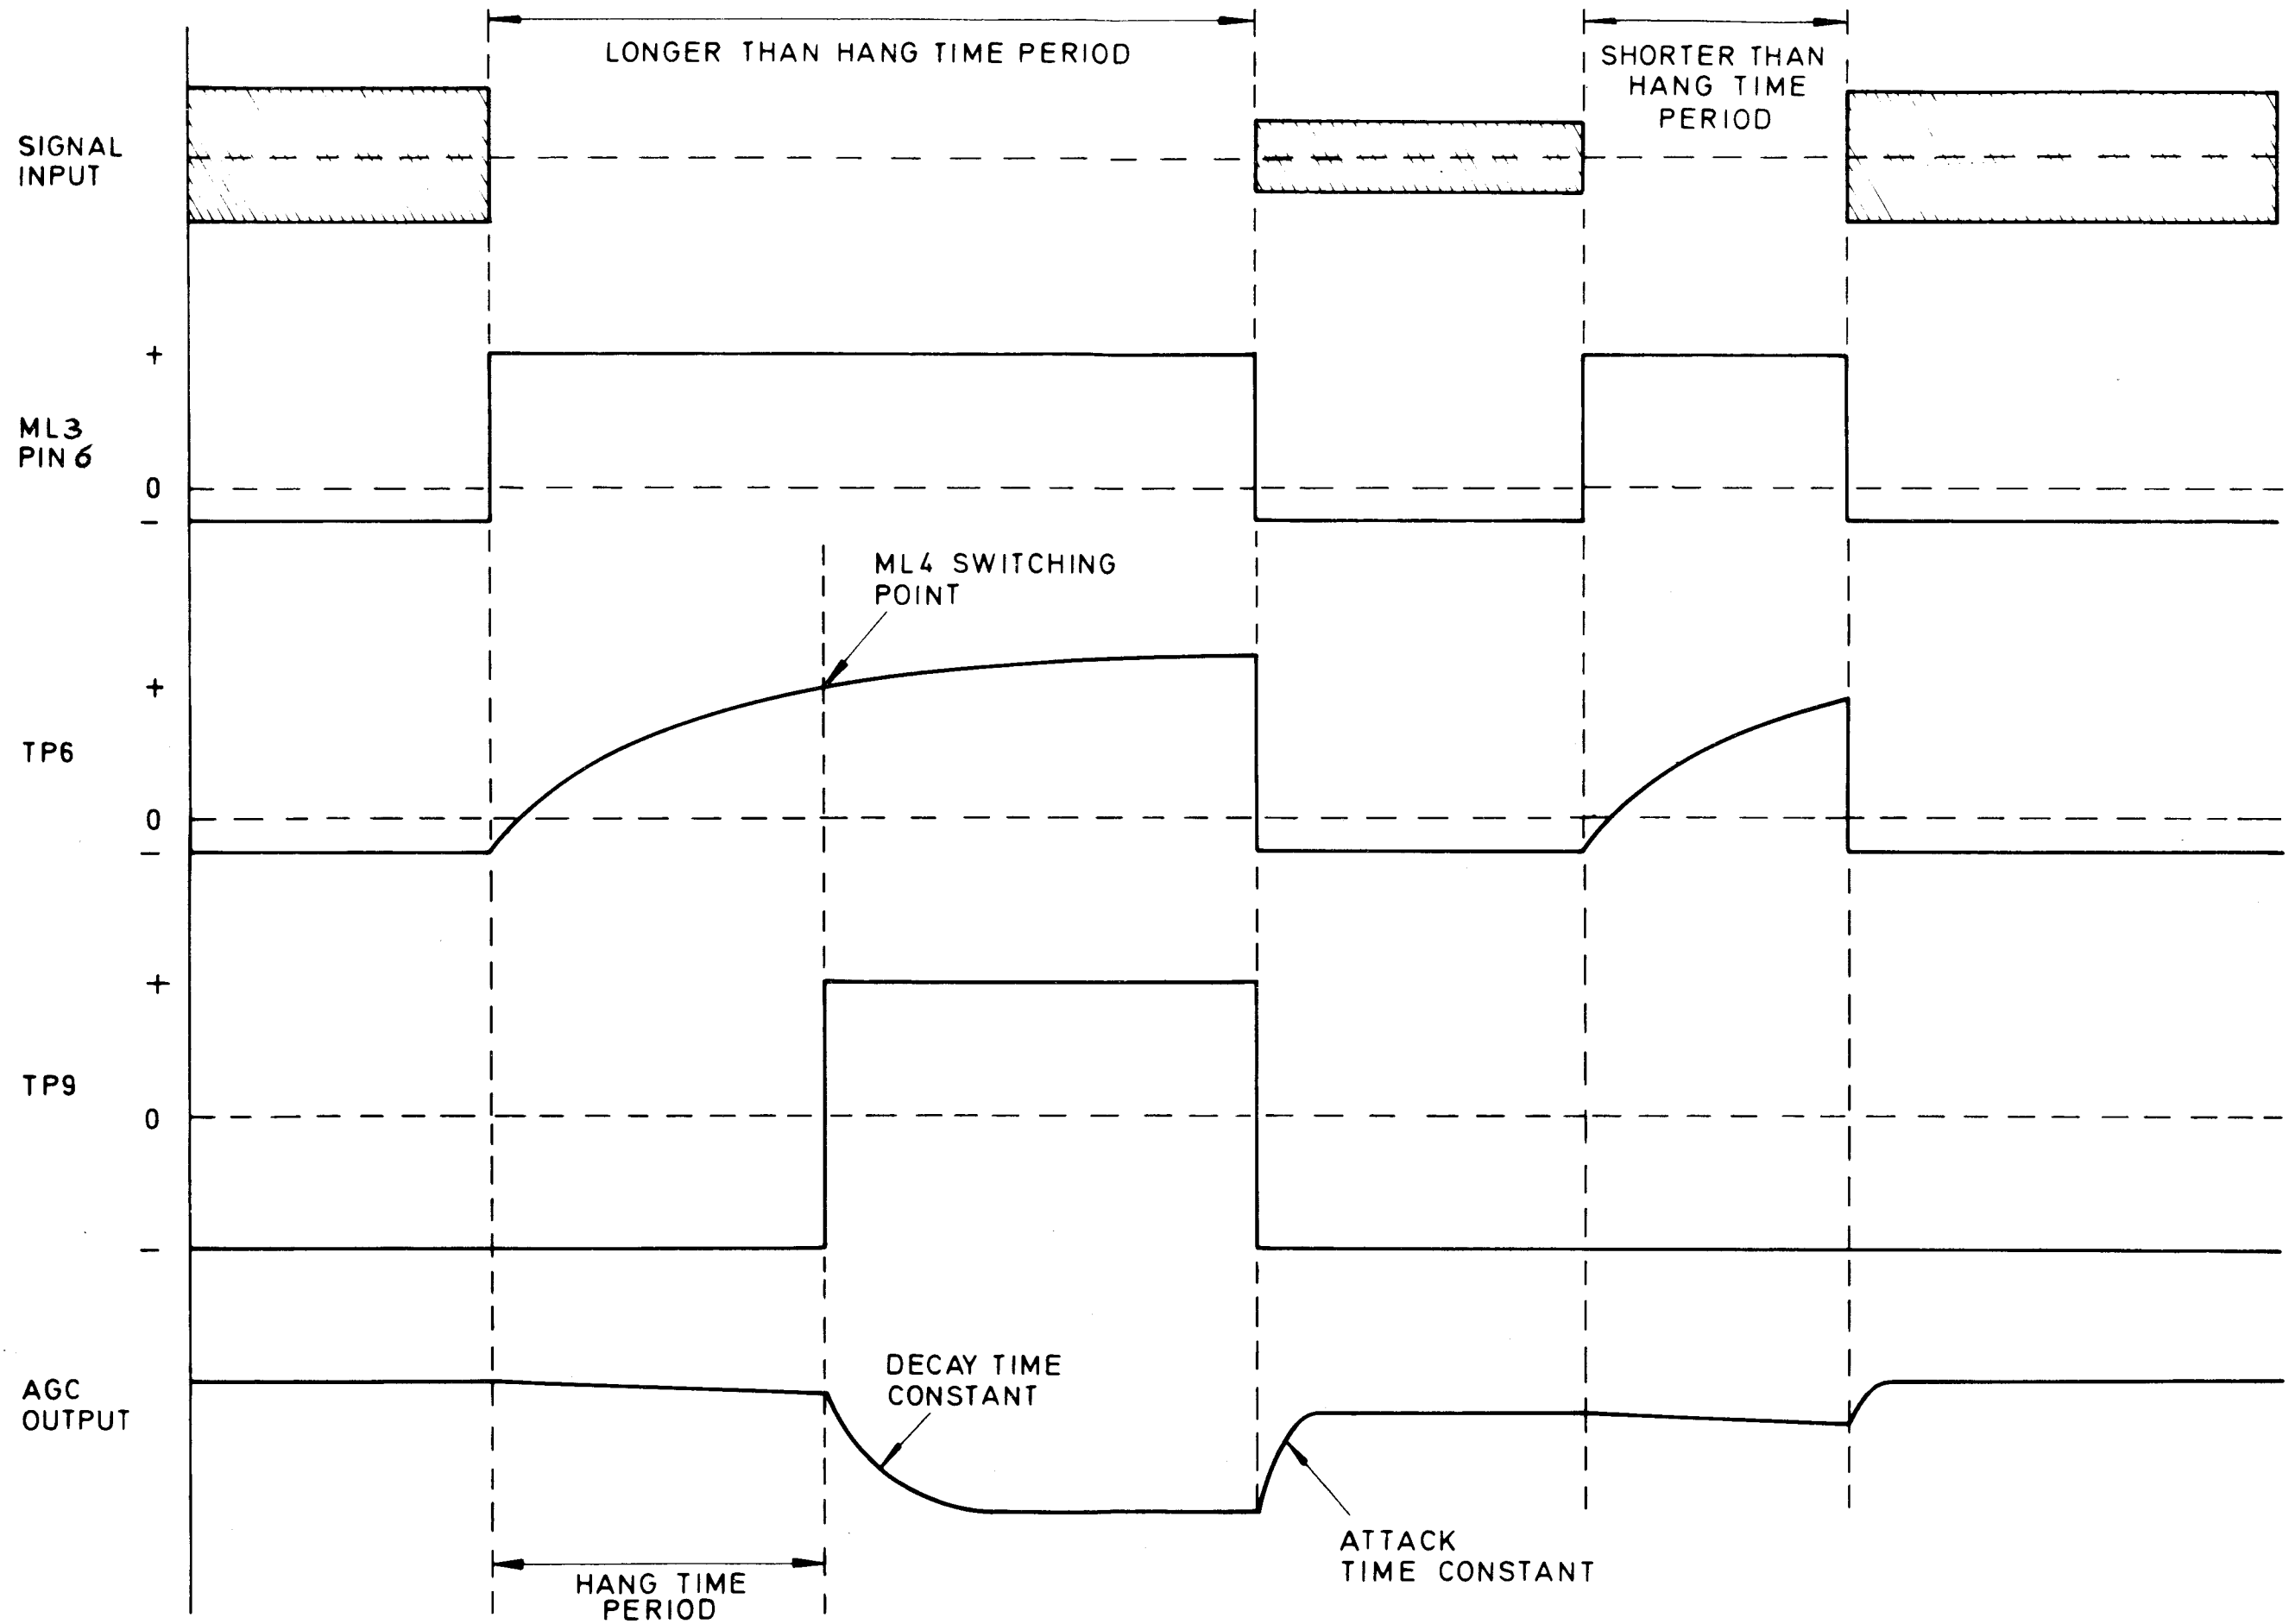 LONGER THAN HANG TIME PERIOD
SHORTER THAN
HANG TIME
PERIOD
SIGNAL
INPUT
+
ML3
PIN 6
0
−
ML4 SWITCHING
POINT
+
TP6
0
−
+
TP9
0
−
DECAY TIME
CONSTANT
AGC
OUTPUT
ATTACK
TIME CONSTANT
HANG TIME
PERIOD